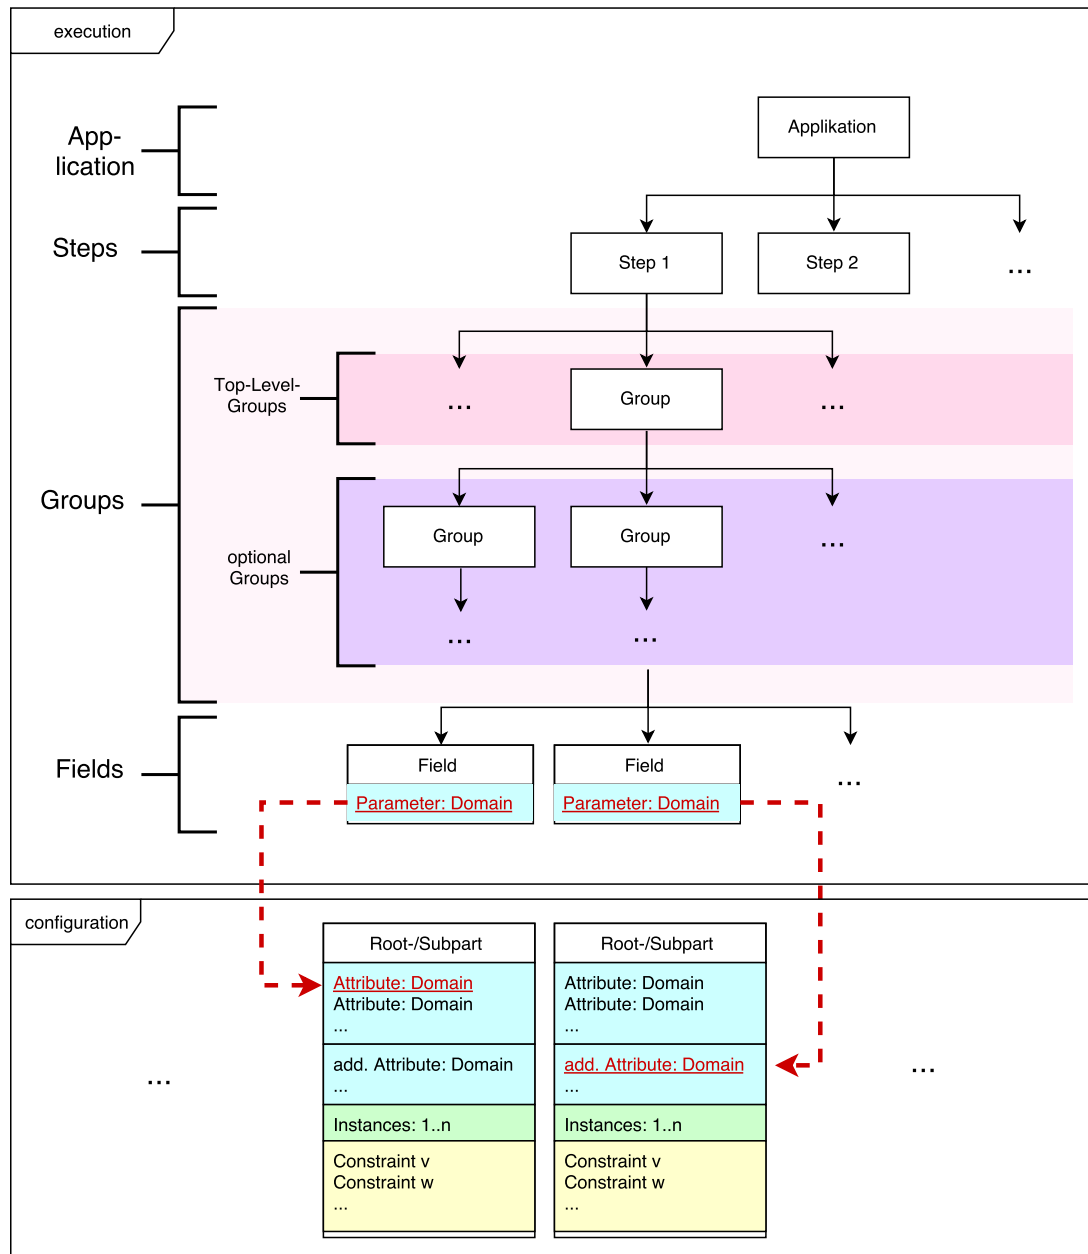 execution
App-
lication
Applikation
Steps
Step 1
Step 2
...
Top-Level-
Groups
...
Group
...
Groups
optional
Groups
Group
Group
...
...
...
Fields
Field
Parameter: Domain
Field
Parameter: Domain
...
configuration
Root-/Subpart
Attribute: Domain
Attribute: Domain
...
add. Attribute: Domain
...
Instances: 1..n
Constraint v
Constraint w
...
Root-/Subpart
Attribute: Domain
Attribute: Domain
...
add. Attribute: Domain
...
Instances: 1..n
Constraint v
Constraint w
...
...
...